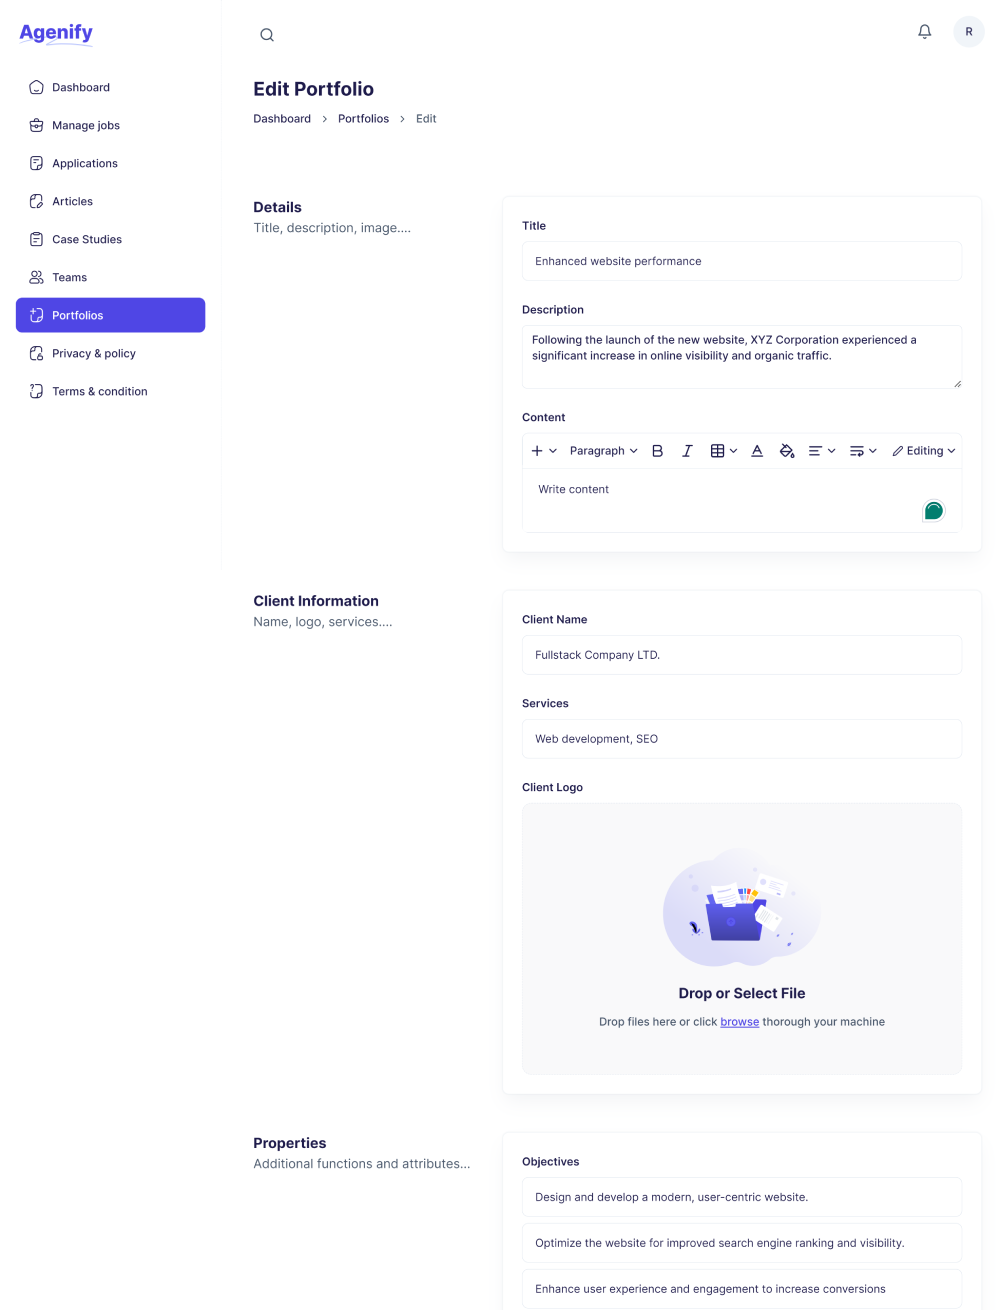 Agenify
R
Dashboard
Manage jobs
Applications
Articles
Case Studies
Teams
Portfolios
Privacy & policy
Terms & condition
Edit Portfolio
Dashboard > Portfolios > Edit
Details
Title, description, image....
Title
Enhanced website performance
Description
Following the launch of the new website, XYZ Corporation experienced a
significant increase in online visibility and organic traffic.
Content
Paragraph B I A Editing
Write content
Client Information
Name, logo, services....
Client Name
Fullstack Company LTD.
Services
Web development, SEO
Client Logo
Drop or Select File
Drop files here or click browse thorough your machine
Properties
Additional functions and attributes...
Objectives
Design and develop a modern, user-centric website.
Optimize the website for improved search engine ranking and visibility.
Enhance user experience and engagement to increase conversions